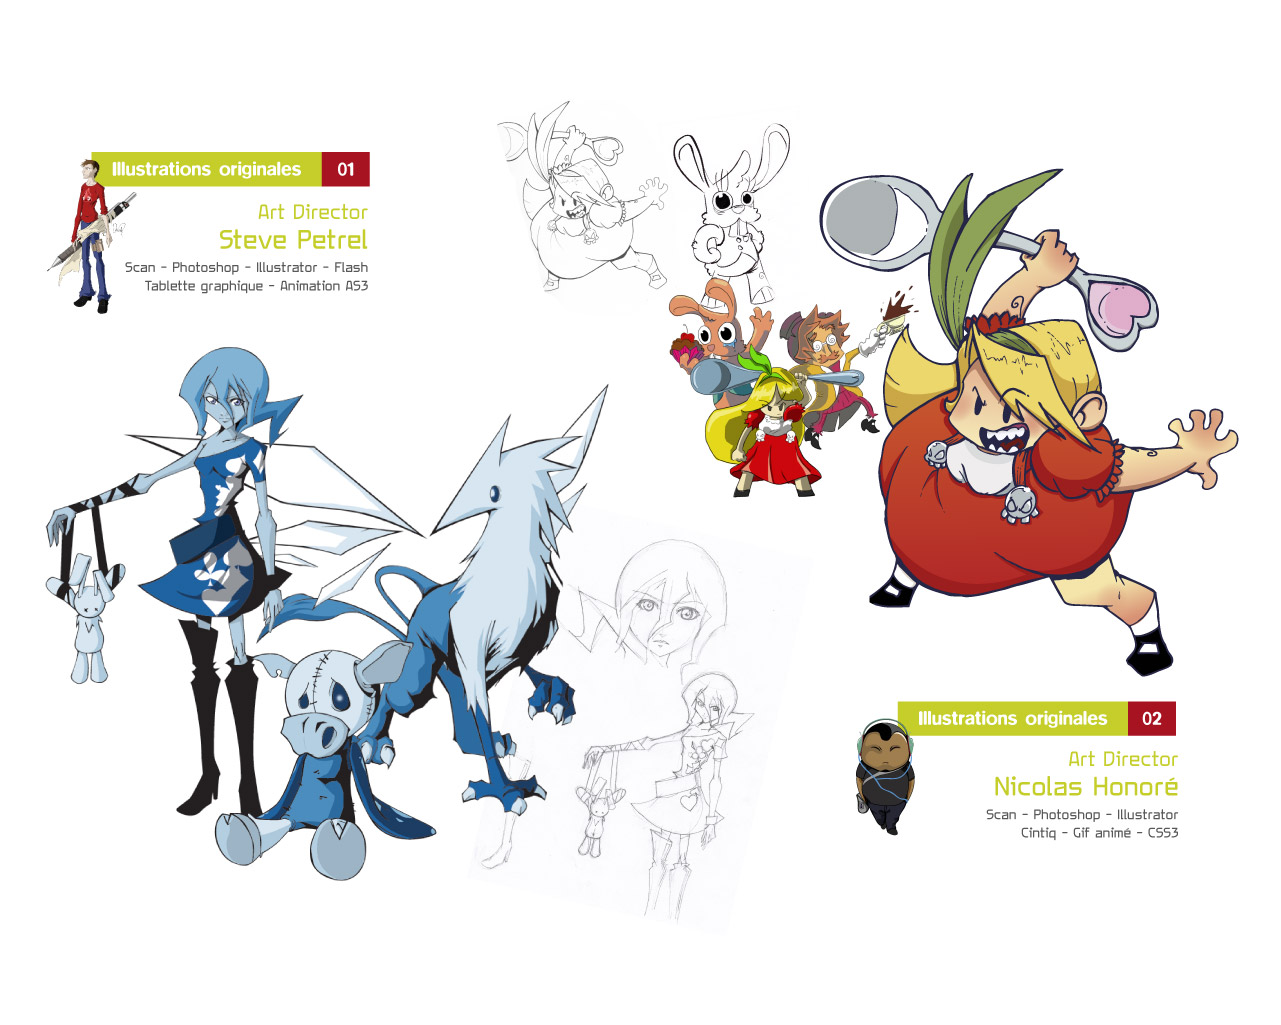 Illustrations originales 01
Art Director
Steve Petrel
Scan - Photoshop - Illustrator - Flash
Tablette graphique - Animation AS3
Illustrations originales 02
Art Director
Nicolas Honoré
Scan - Photoshop - Illustrator
Cintiq - Gif animé - CSS3